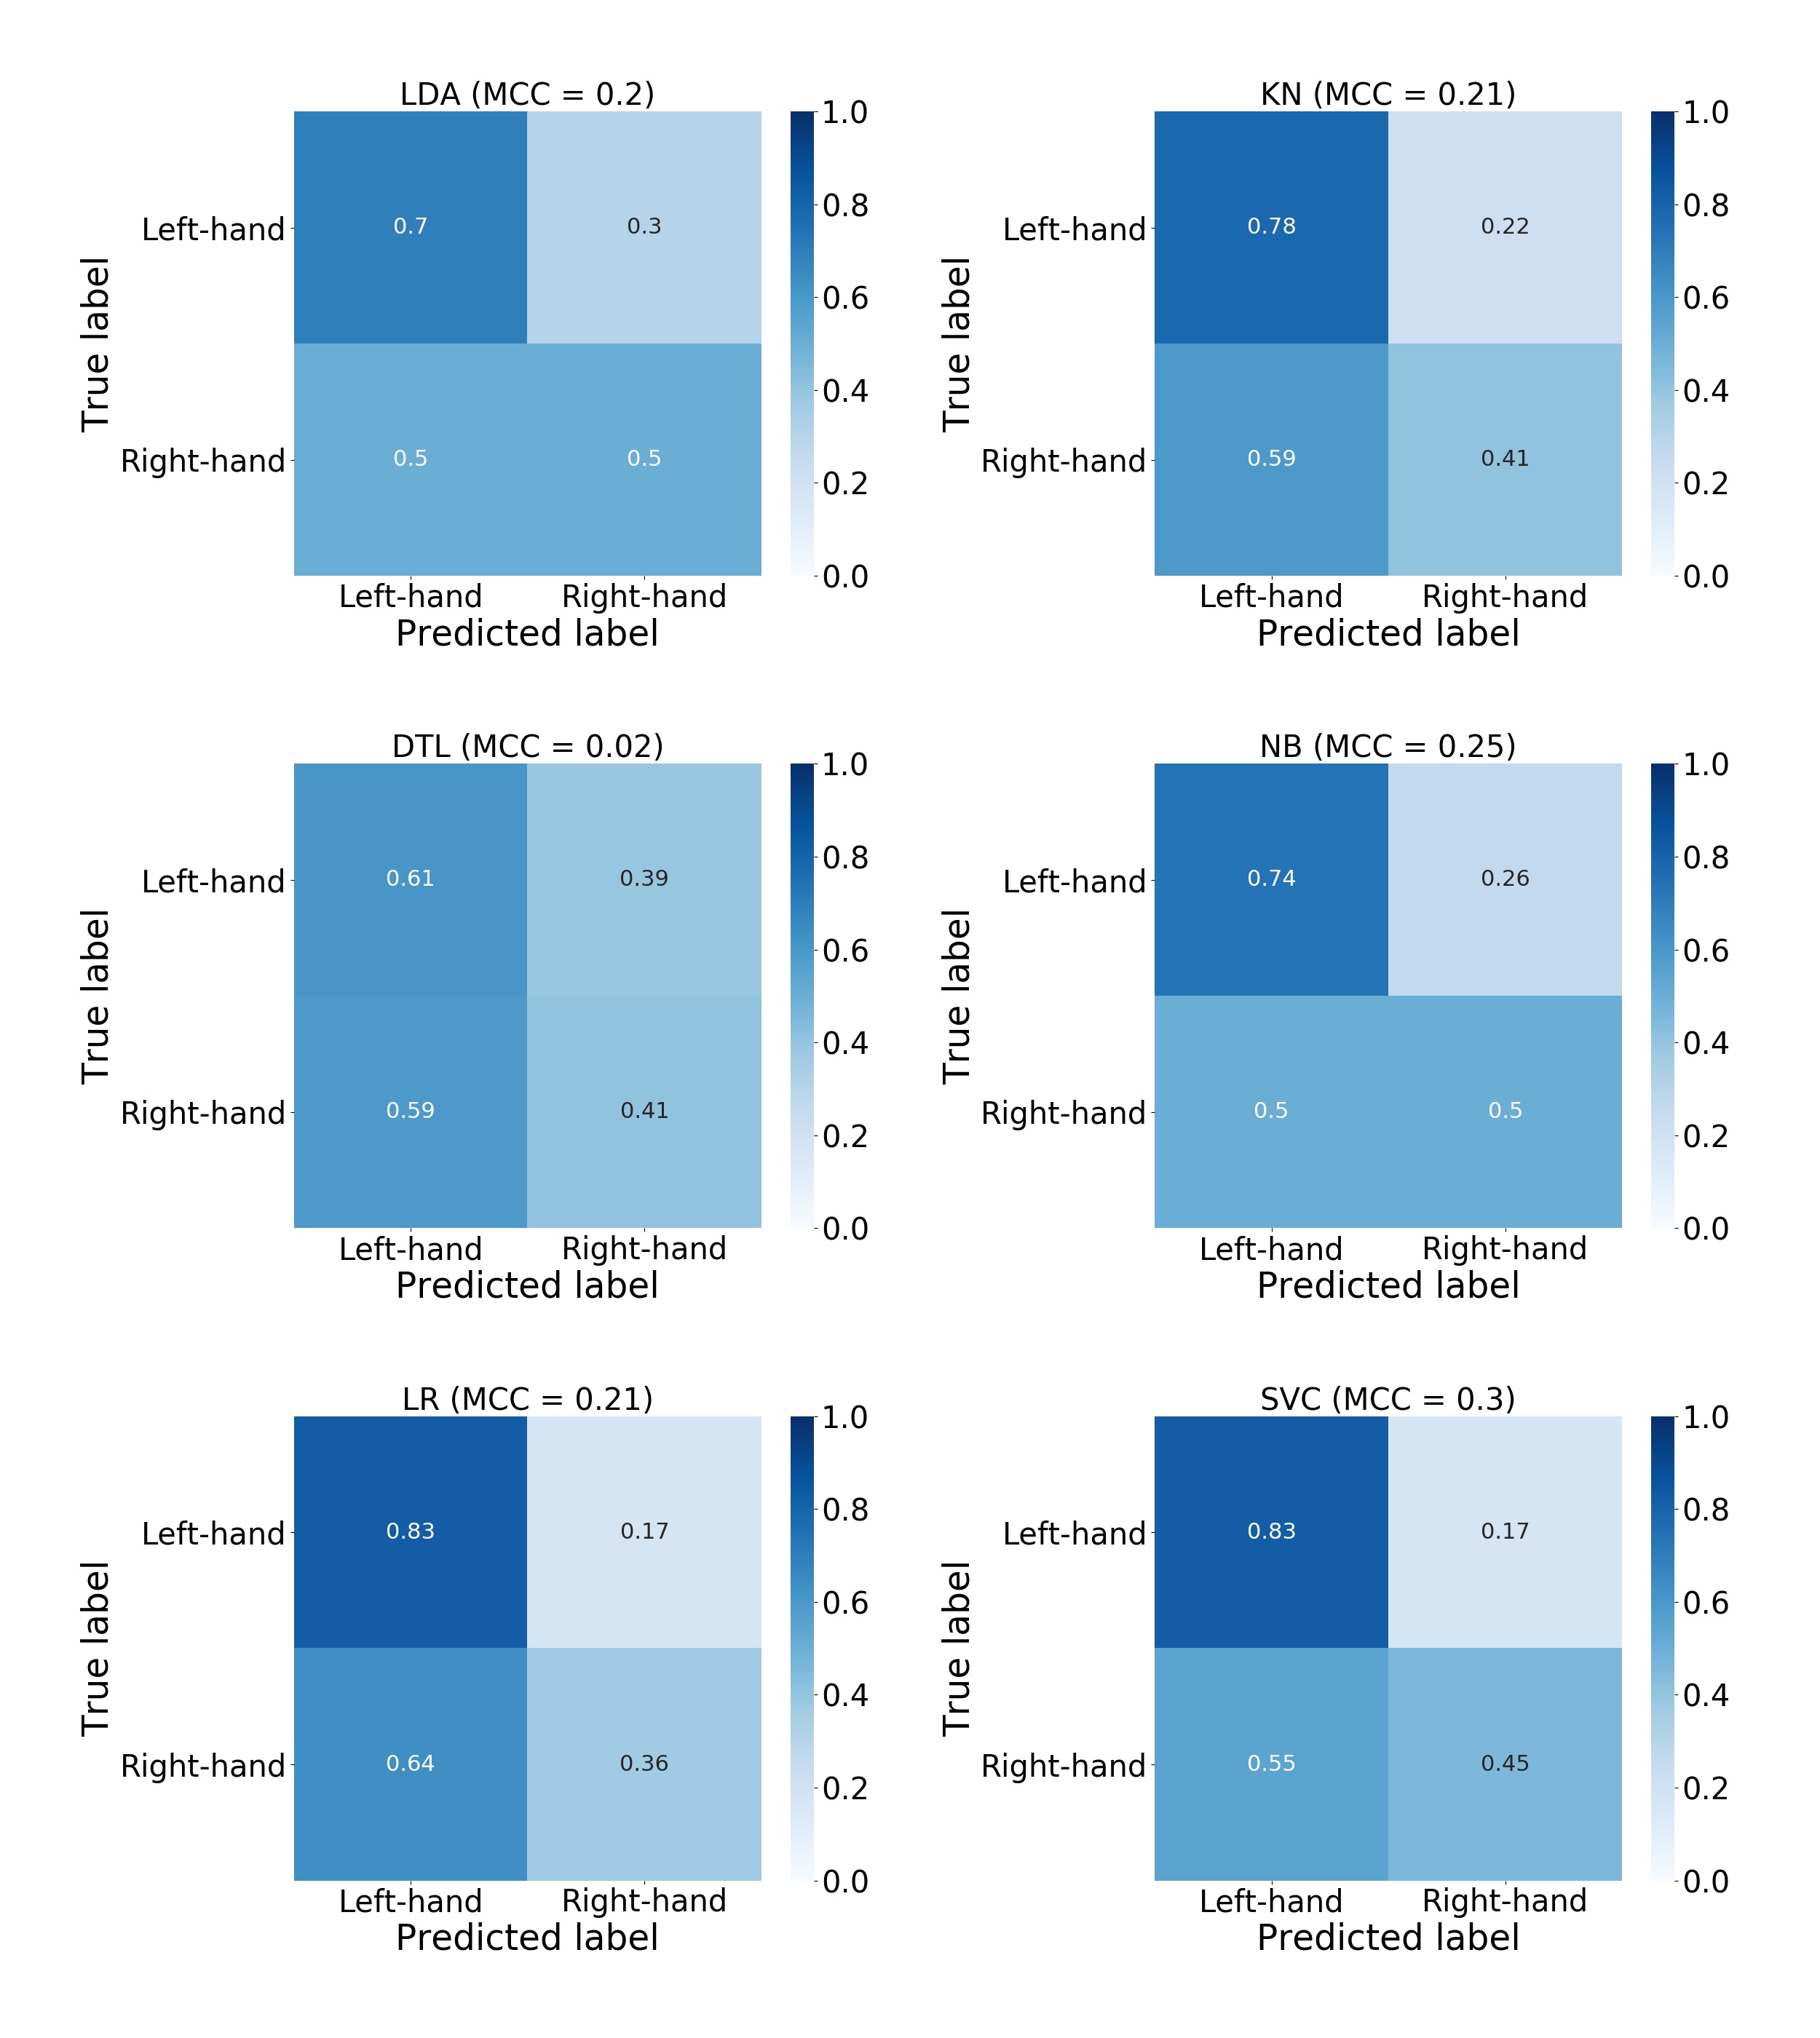 LDA (MCC = 0.2)
1.0
0.8
0.6
0.4
0.2
0.0
True label
Left-hand
Right-hand
0.7 0.3
0.5 0.5
Left-hand Right-hand
Predicted label
KN (MCC = 0.21)
1.0
0.8
0.6
0.4
0.2
0.0
True label
Left-hand
Right-hand
0.78 0.22
0.59 0.41
Left-hand Right-hand
Predicted label
DTL (MCC = 0.02)
1.0
0.8
0.6
0.4
0.2
0.0
True label
Left-hand
Right-hand
0.61 0.39
0.59 0.41
Left-hand Right-hand
Predicted label
NB (MCC = 0.25)
1.0
0.8
0.6
0.4
0.2
0.0
True label
Left-hand
Right-hand
0.74 0.26
0.5 0.5
Left-hand Right-hand
Predicted label
LR (MCC = 0.21)
1.0
0.8
0.6
0.4
0.2
0.0
True label
Left-hand
Right-hand
0.83 0.17
0.64 0.36
Left-hand Right-hand
Predicted label
SVC (MCC = 0.3)
1.0
0.8
0.6
0.4
0.2
0.0
True label
Left-hand
Right-hand
0.83 0.17
0.55 0.45
Left-hand Right-hand
Predicted label